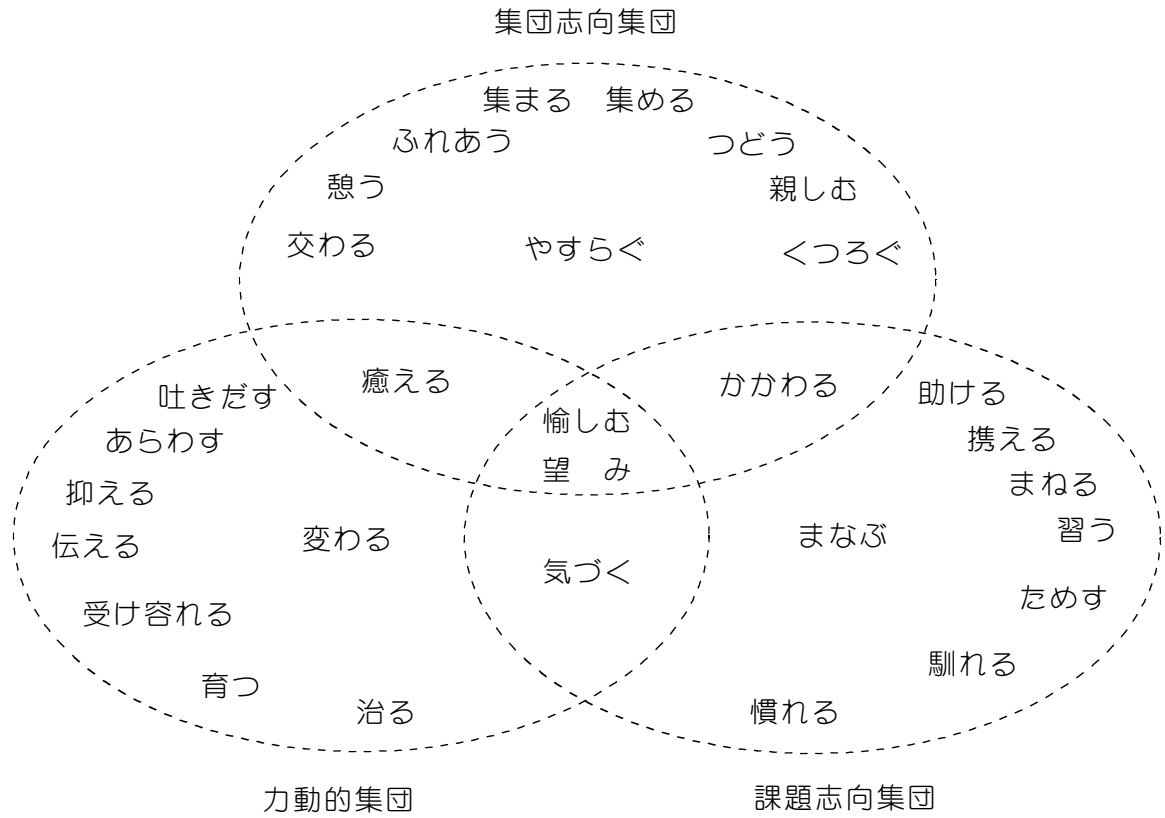 集団志向集団
集まる 集める
ふれあう つどう
憩う 親しむ
交わる やすらぐ くつろぐ
癒える かかわる
吐きだす 助ける
愉しむ
あらわす 携える
望 み
抑える まねる
伝える 変わる まなぶ 習う
気づく
受け容れる ためす
育つ 馴れる
治る 慣れる
力動的集団 課題志向集団